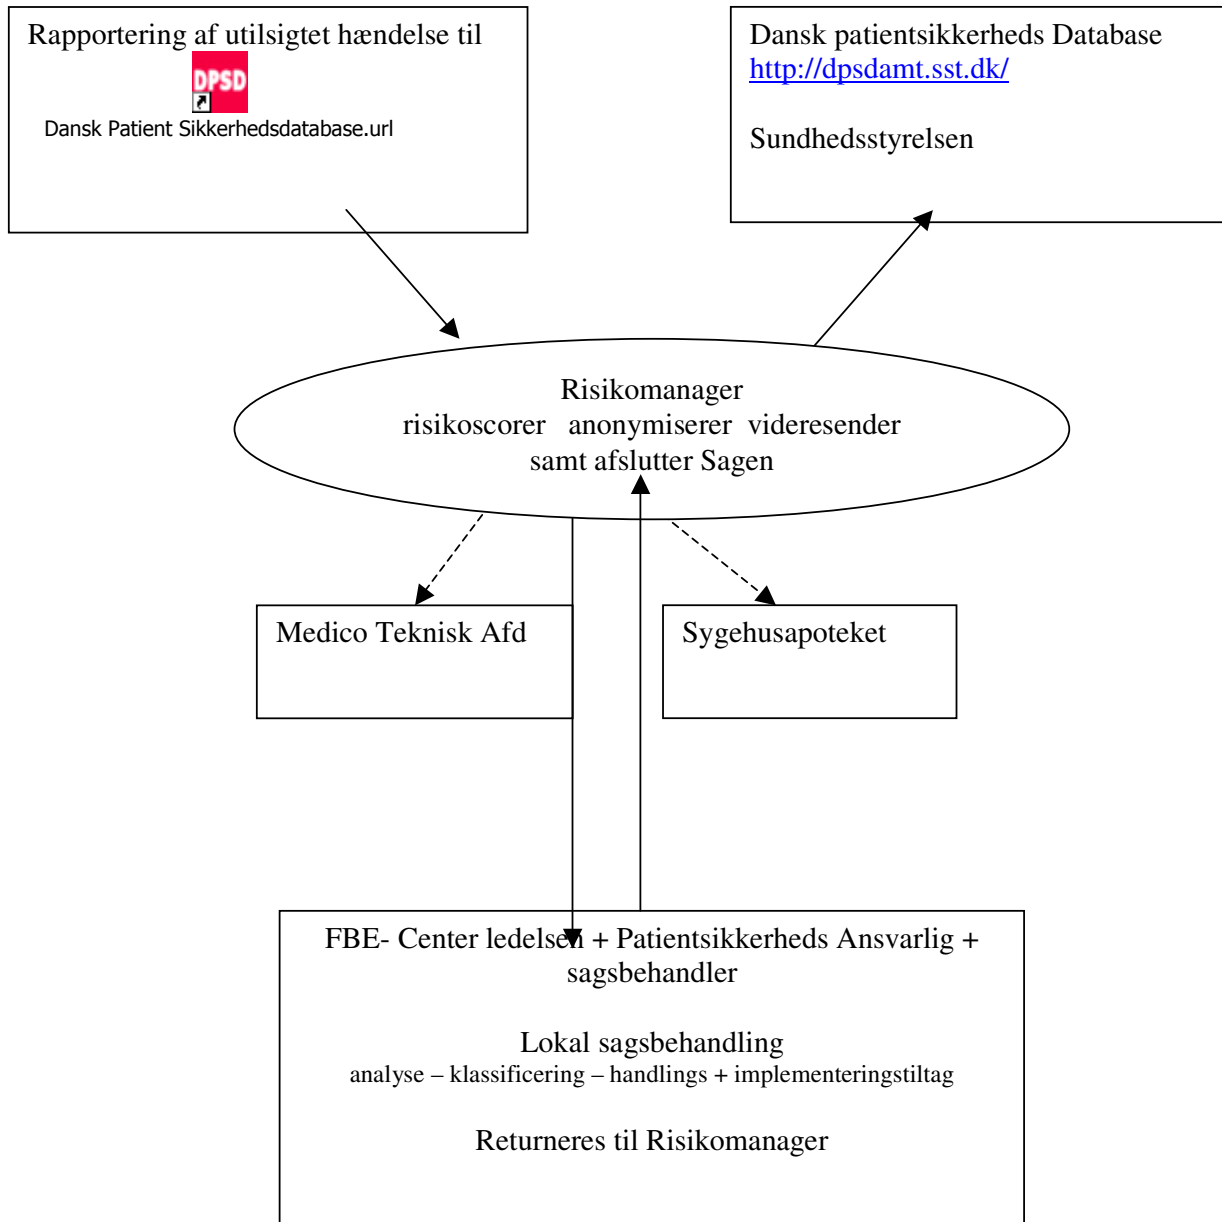 Rapportering af utilsigtet hændelse til
DPSD
Dansk Patient Sikkerhedsdatabase.url
Dansk patientsikkerheds Database
http://dpsdamt.sst.dk/
Sundhedsstyrelsen
Risikomanager
risikoscorer anonymiserer videresender
samt afslutter Sagen
Medico Teknisk Afd
Sygehusapoteket
FBE- Center ledelsen + Patientsikkerheds Ansvarlig +
sagsbehandler
Lokal sagsbehandling
analyse – klassificering – handlings + implementeringstiltag
Returneres til Risikomanager